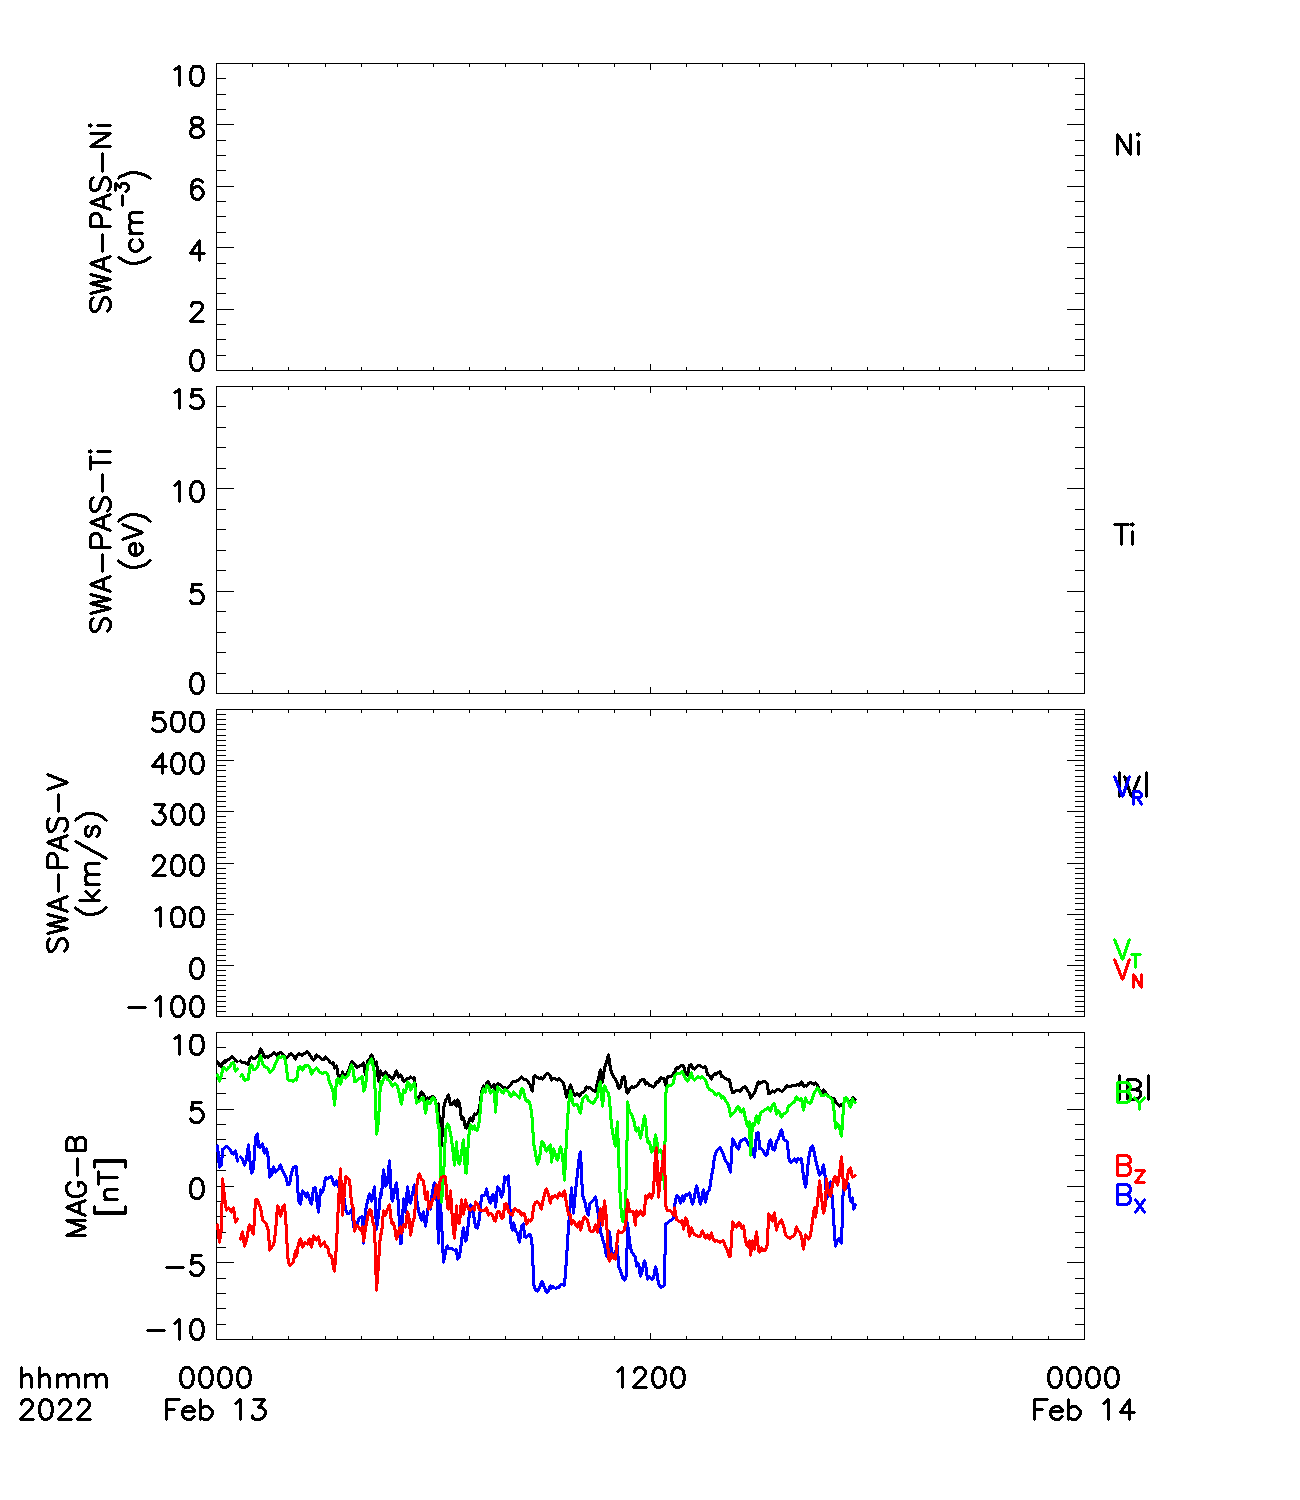 SWA-PAS-Ni
(cm⁻³)
10
8
6
4
2
0
Ni
SWA-PAS-Ti
(eV)
15
10
5
0
Ti
SWA-PAS-V
(km/s)
500
400
300
200
100
0
-100
|V|
V_R
V_T
V_N
MAG-B
[nT]
10
5
0
-5
-10
|B|
B_Y
B_Z
B_X
hhmm 0000 1200 0000
2022 Feb 13 Feb 14